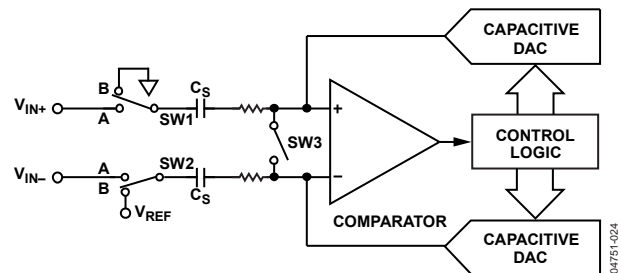 CAPACITIVE
DAC
B
CS
VIN+
A
SW1
+
SW3
CONTROL
LOGIC
VIN–
A
SW2
–
B
CS
VREF
COMPARATOR
CAPACITIVE
DAC
04751-024